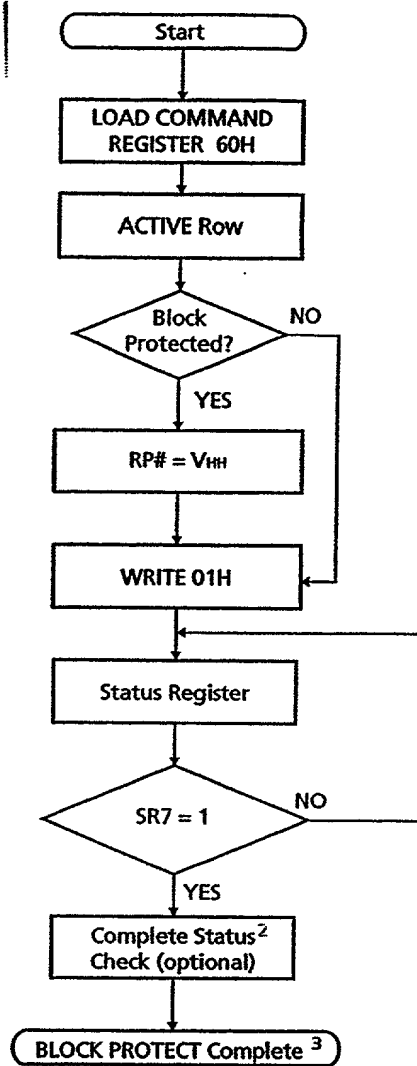 Start
LOAD COMMAND
REGISTER 60H
ACTIVE Row
Block
Protected?
NO
YES
RP# = VHH
WRITE 01H
Status Register
SR7 = 1
NO
YES
Complete Status2
Check (optional)
BLOCK PROTECT Complete 3